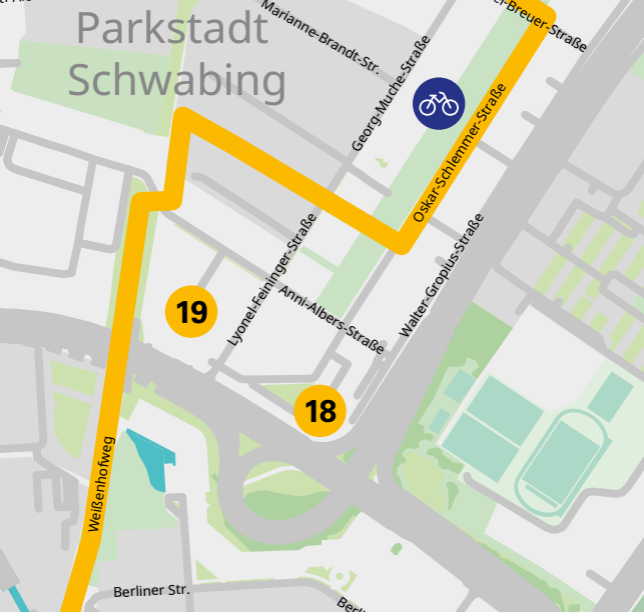 Marianne-Brandt-Str.
Parkstadt
Schwabing
Georg-Muche-Straße
Oskar-Schlemmer-Straße
Walter-Gropius-Straße
Lyonel-Feininger-Straße
Anni-Albers-Straße
19
18
Weißenhofweg
Berliner Str.